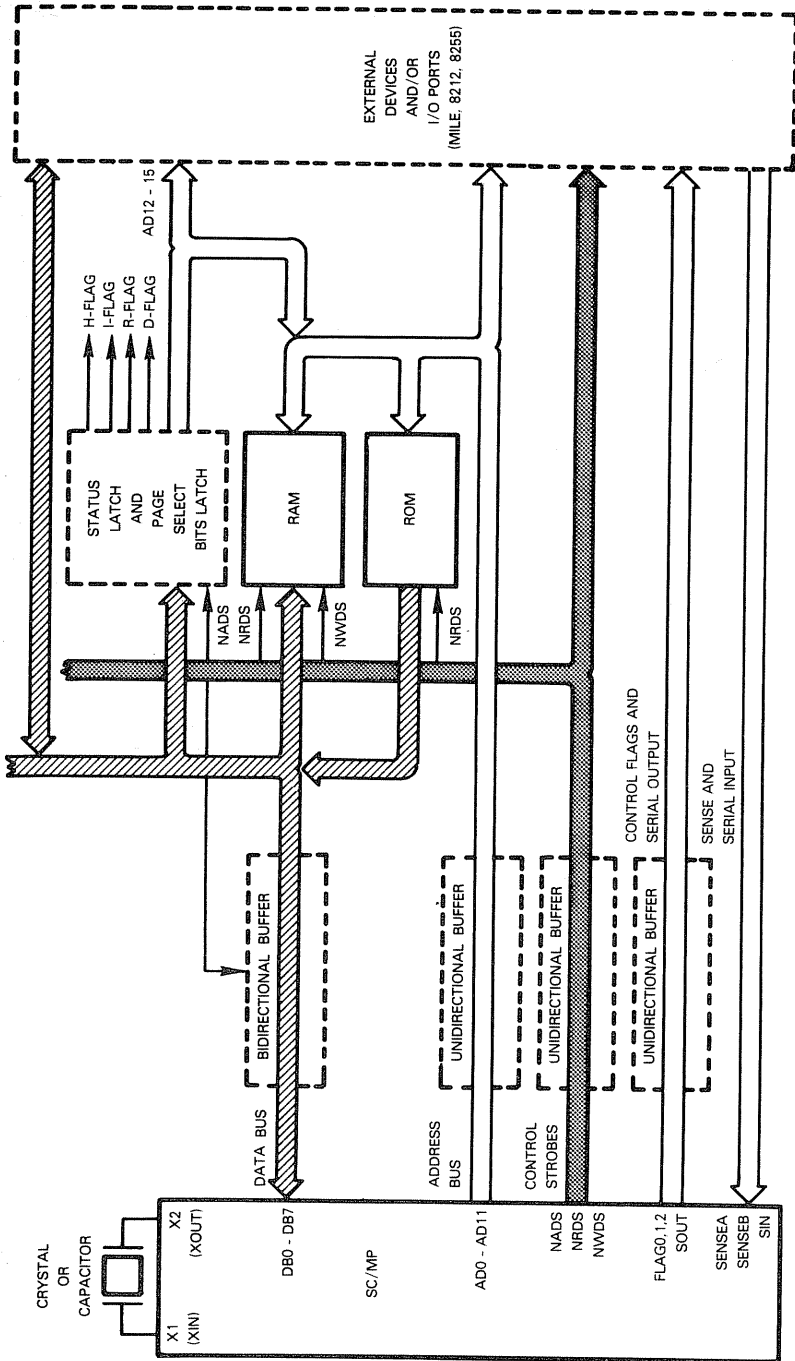 CRYSTAL
OR
CAPACITOR
X1
(XIN)
X2
(XOUT)
DB0 - DB7
SC/MP
AD0 - AD11
NADS
NRDS
NWDS
FLAG0,1,2
SOUT
SENSEA
SENSEB
SIN
DATA BUS
ADDRESS
BUS
CONTROL
STROBES
BIDIRECTIONAL BUFFER
UNIDIRECTIONAL BUFFER
UNIDIRECTIONAL BUFFER
UNIDIRECTIONAL BUFFER
CONTROL FLAGS AND
SERIAL OUTPUT
SENSE AND
SERIAL INPUT
NADS
NRDS
NWDS
NRDS
STATUS
LATCH
AND
PAGE
SELECT
BITS LATCH
RAM
ROM
H-FLAG
I-FLAG
R-FLAG
D-FLAG
AD12 - 15
EXTERNAL
DEVICES
AND/OR
I/O PORTS
(MILE, 8212, 8255)